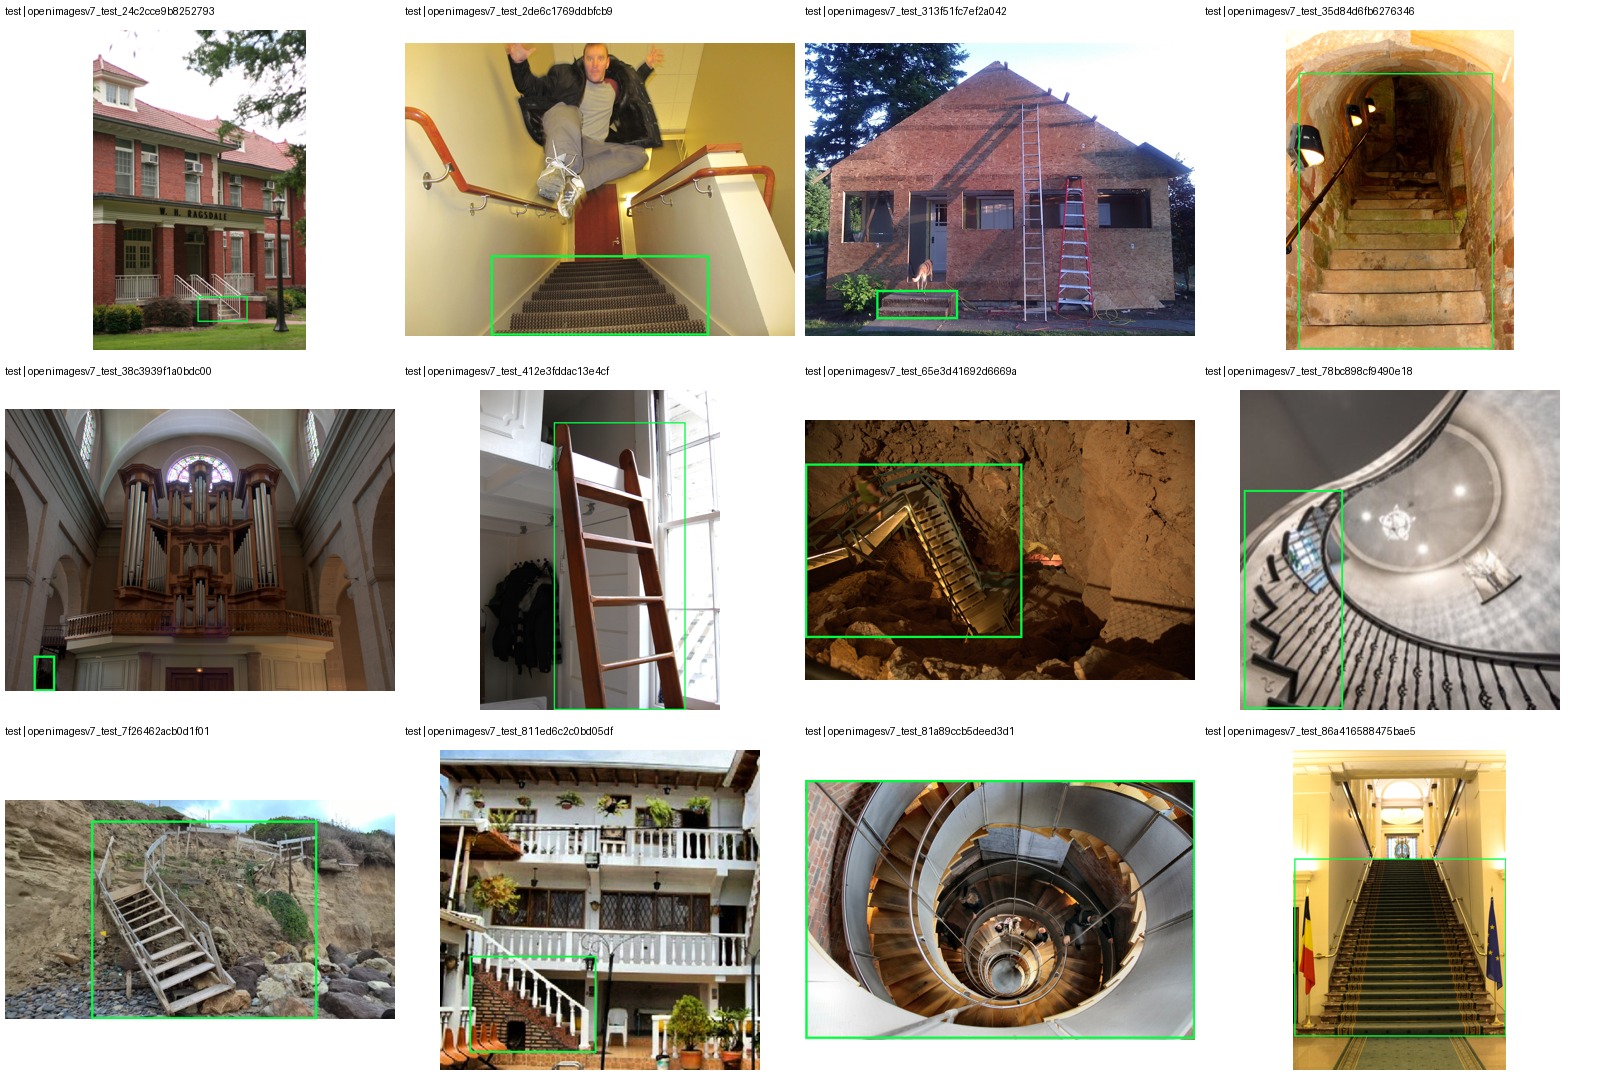 test | openimagesv7_test_24c2cce9b8252793
test | openimagesv7_test_2de6c1769ddbfcb9
test | openimagesv7_test_313f51fc7ef2a042
test | openimagesv7_test_35d84d6fb6276346
W. H. RAGSDALE
test | openimagesv7_test_38c3939f1a0bdc00
test | openimagesv7_test_412e3fddac13e4cf
test | openimagesv7_test_65e3d41692d6669a
test | openimagesv7_test_78bc898cf9490e18
test | openimagesv7_test_7f26462acb0d1f01
test | openimagesv7_test_811ed6c2c0bd05df
test | openimagesv7_test_81a89ccb5deed3d1
test | openimagesv7_test_86a416588475bae5